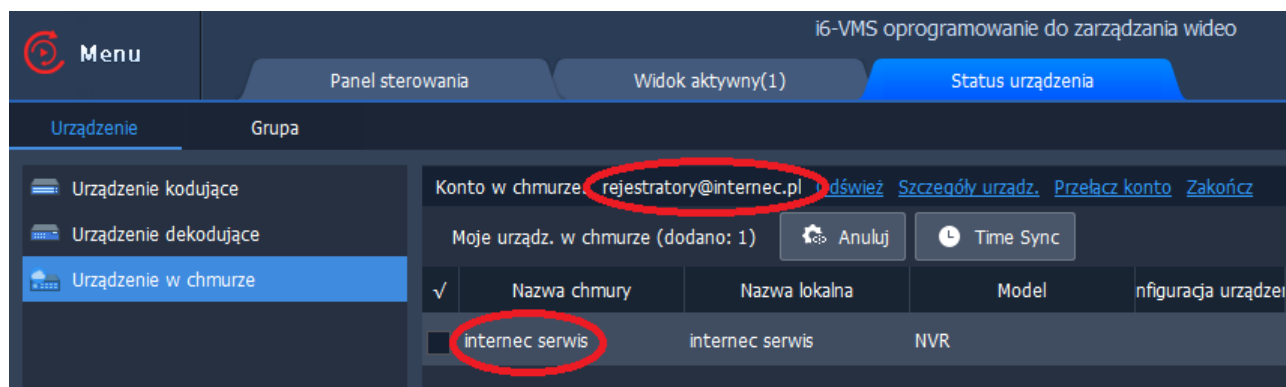 i6-VMS oprogramowanie do zarządzania wideo
Menu
Panel sterowania Widok aktywny(1) Status urządzenia
Urządzenie Grupa
Urządzenie kodujące
Urządzenie dekodujące
Urządzenie w chmurze
Konto w chmurze: rejestratory@internec.pl Odśwież Szczegóły urządz. Przełącz konto Zakończ
Moje urządz. w chmurze (dodano: 1) Anuluj Time Sync
√ Nazwa chmury Nazwa lokalna Model nfiguracja urządzen
internec serwis internec serwis NVR